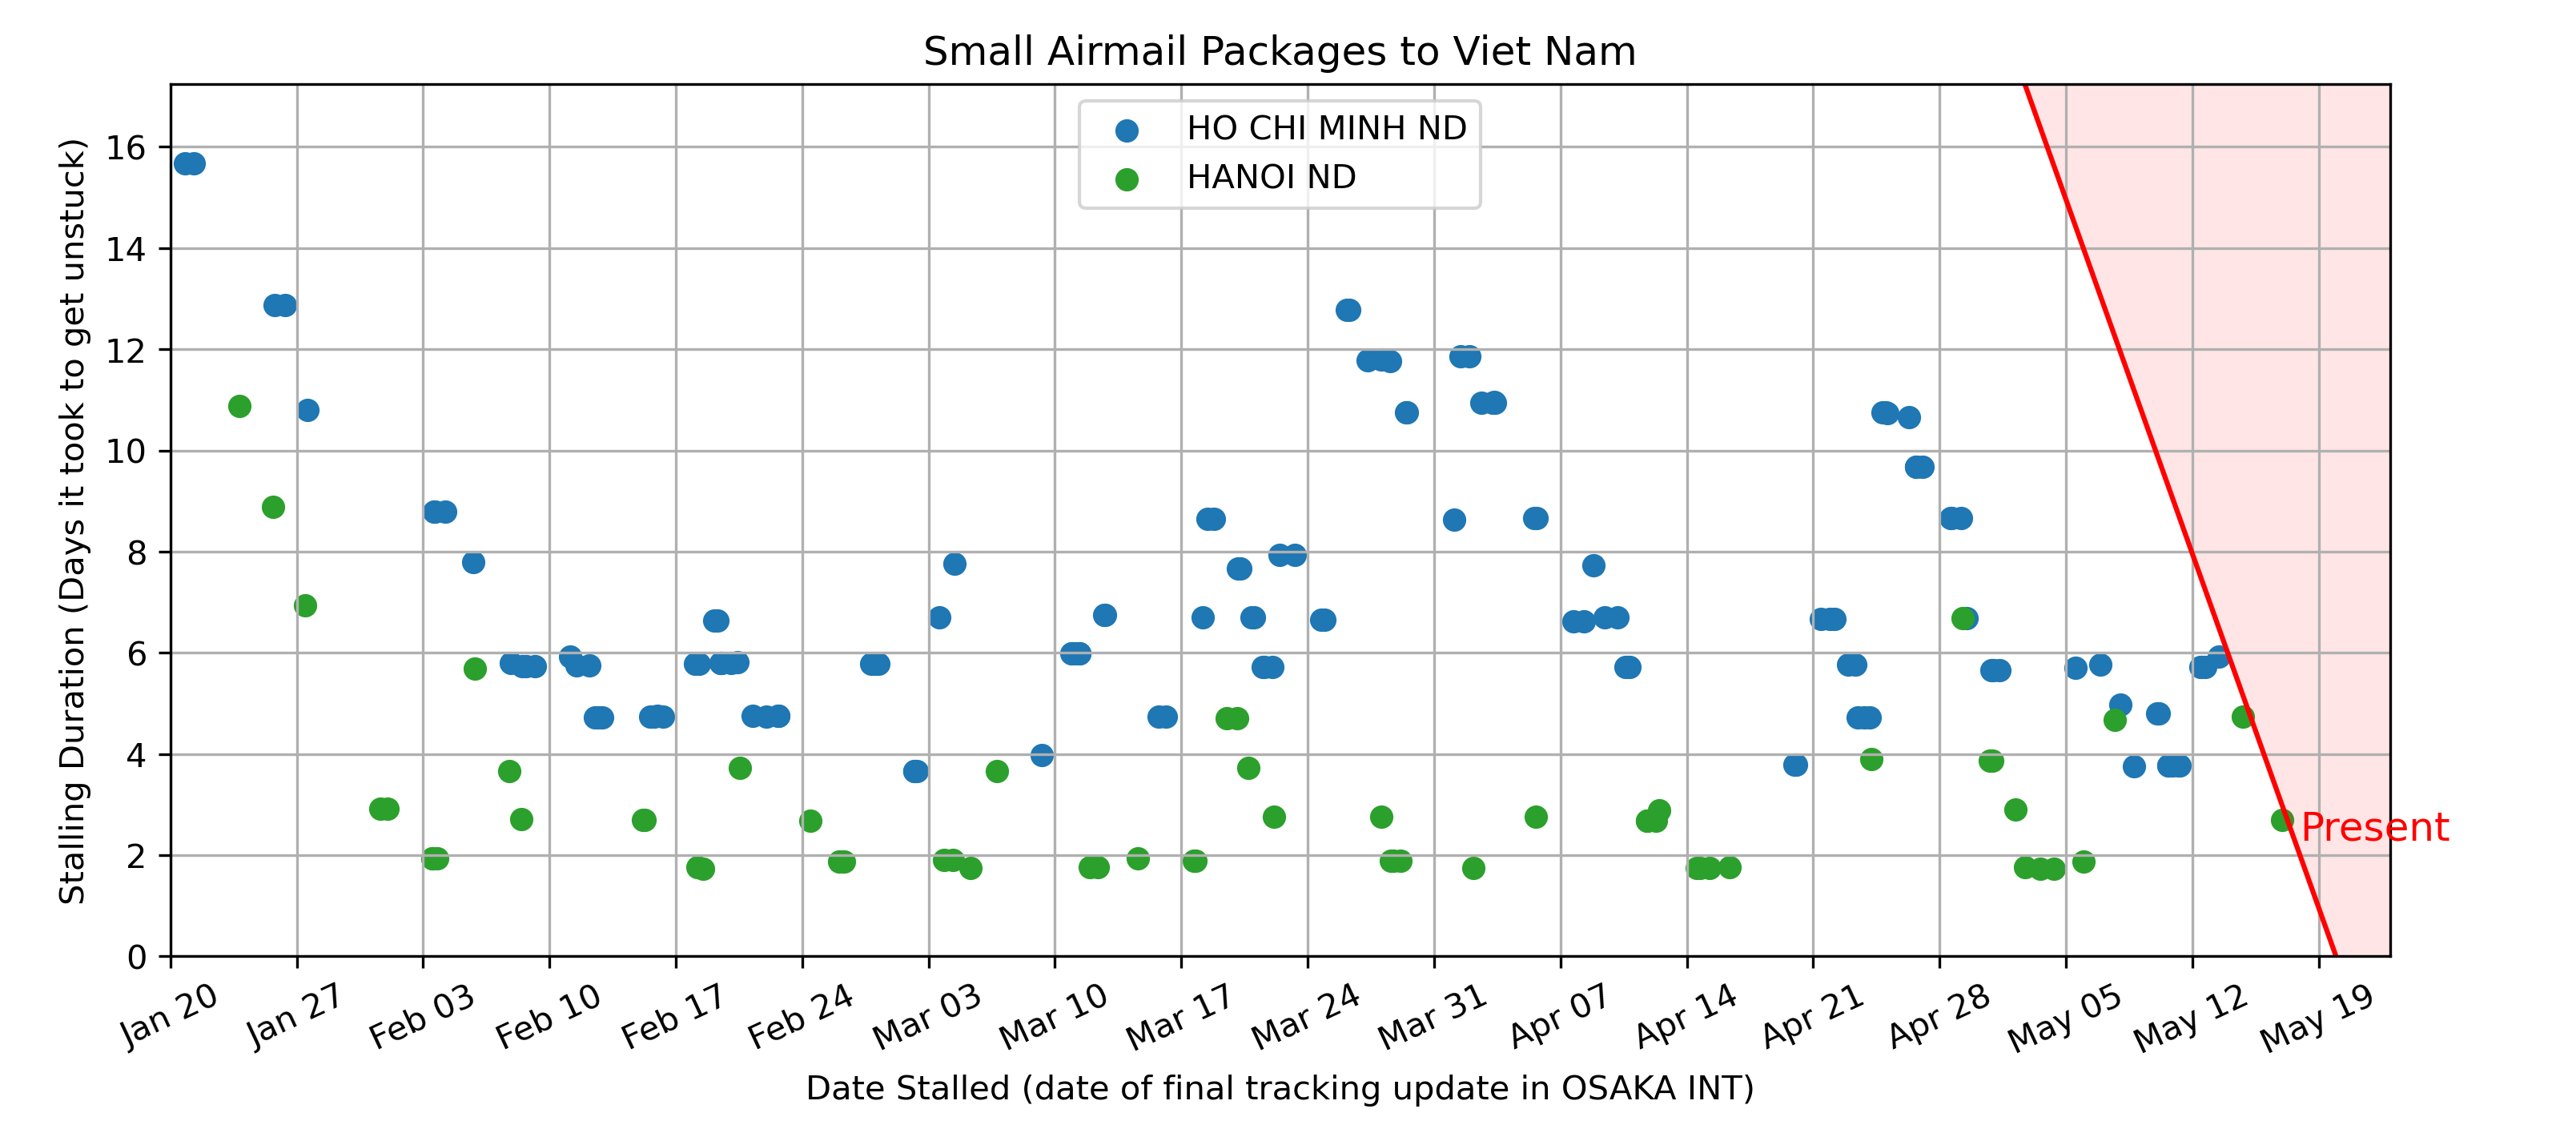 Small Airmail Packages to Viet Nam
HO CHI MINH ND
HANOI ND
Stalling Duration (Days it took to get unstuck)
16
14
12
10
8
6
4
2
0
Present
Jan 20
Jan 27
Feb 03
Feb 10
Feb 17
Feb 24
Mar 03
Mar 10
Mar 17
Mar 24
Mar 31
Apr 07
Apr 14
Apr 21
Apr 28
May 05
May 12
May 19
Date Stalled (date of final tracking update in OSAKA INT)